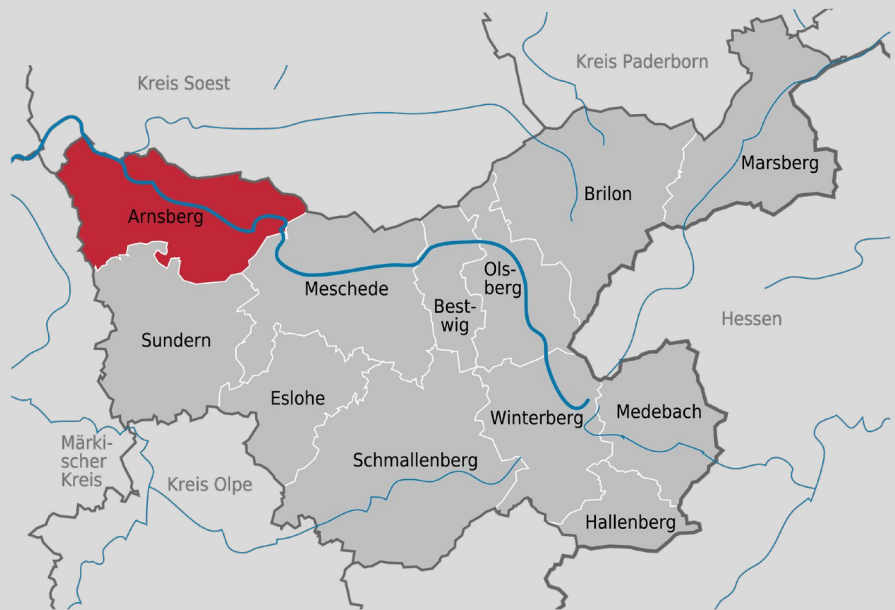 Kreis Paderborn
Kreis Soest
Marsberg
Brilon
Arnsberg
Ols-
berg
Meschede
Best-
wig
Hessen
Sundern
Eslohe
Medebach
Winterberg
Märki-
scher
Kreis
Schmallenberg
Kreis Olpe
Hallenberg